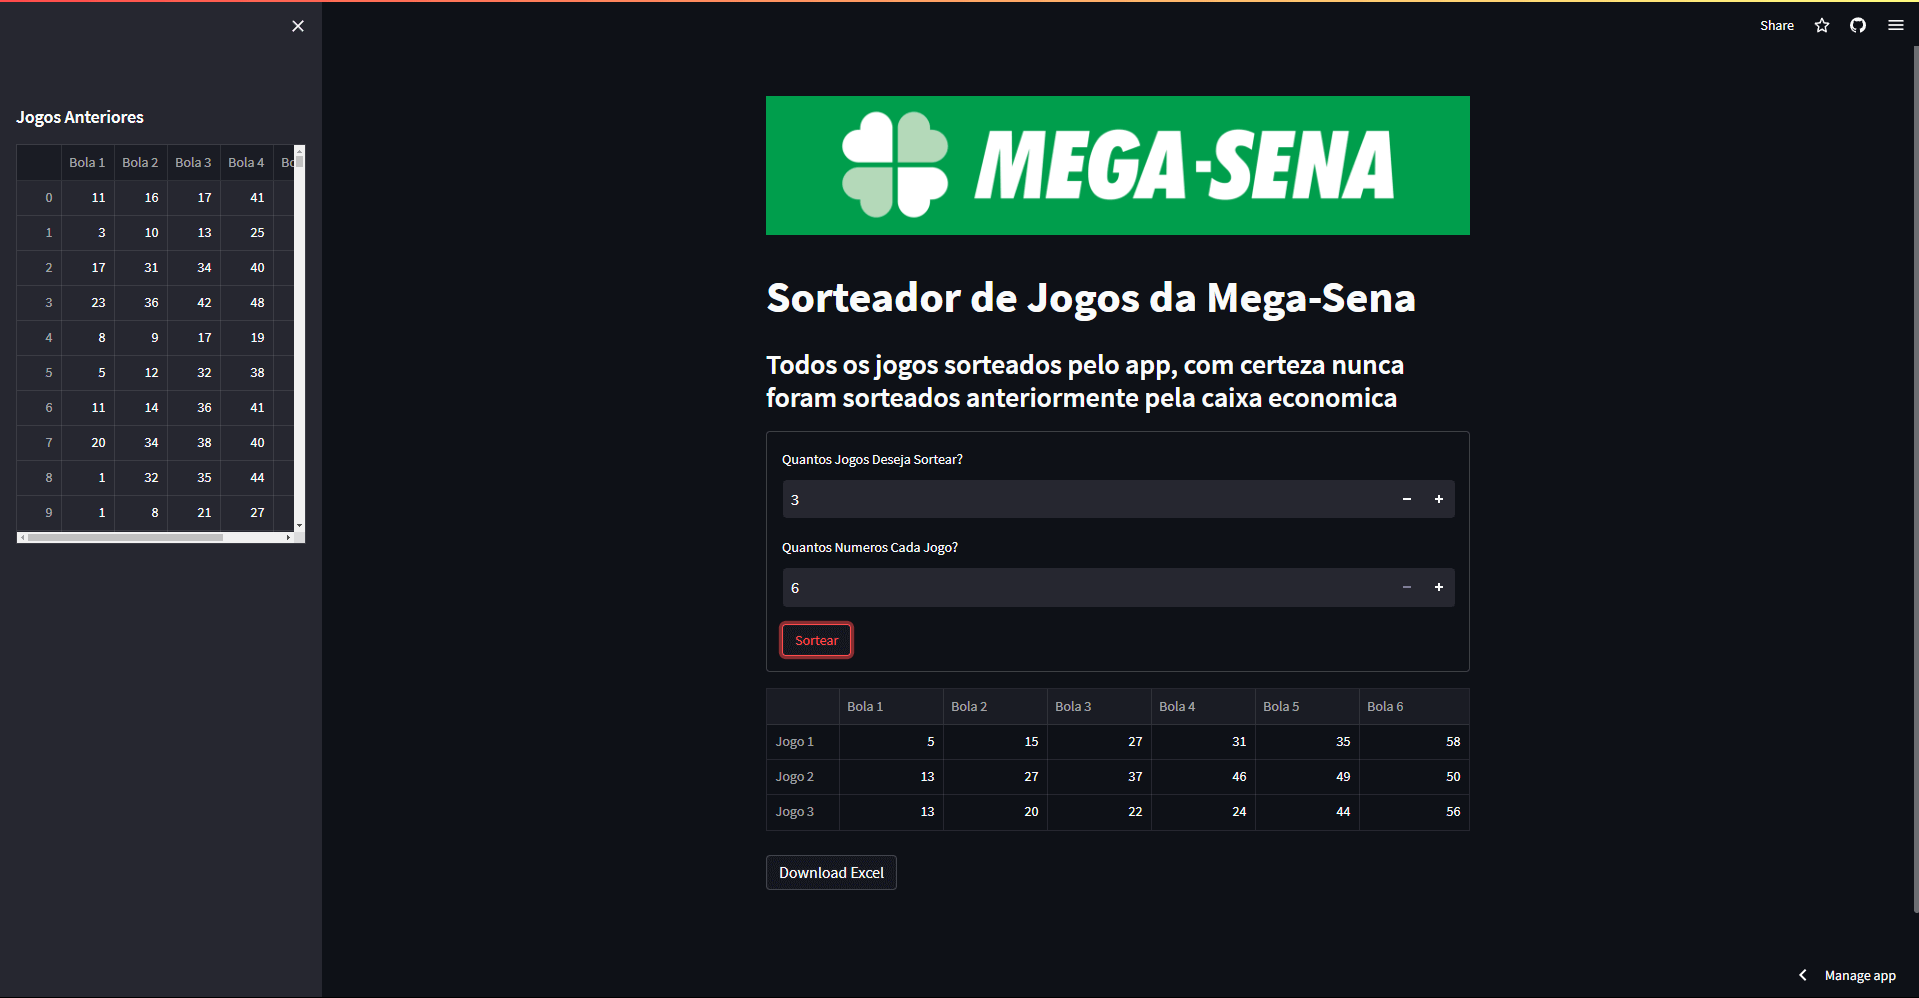 Share
Jogos Anteriores
Bola 1 Bola 2 Bola 3 Bola 4 Bo
0 11 16 17 41
1 3 10 13 25
2 17 31 34 40
3 23 36 42 48
4 8 9 17 19
5 5 12 32 38
6 11 14 36 41
7 20 34 38 40
8 1 32 35 44
9 1 8 21 27
MEGA-SENA
Sorteador de Jogos da Mega-Sena
Todos os jogos sorteados pelo app, com certeza nunca
foram sorteados anteriormente pela caixa economica
Quantos Jogos Deseja Sortear?
3
Quantos Numeros Cada Jogo?
6
Sortear
Bola 1 Bola 2 Bola 3 Bola 4 Bola 5 Bola 6
Jogo 1 5 15 27 31 35 58
Jogo 2 13 27 37 46 49 50
Jogo 3 13 20 22 24 44 56
Download Excel
Manage app